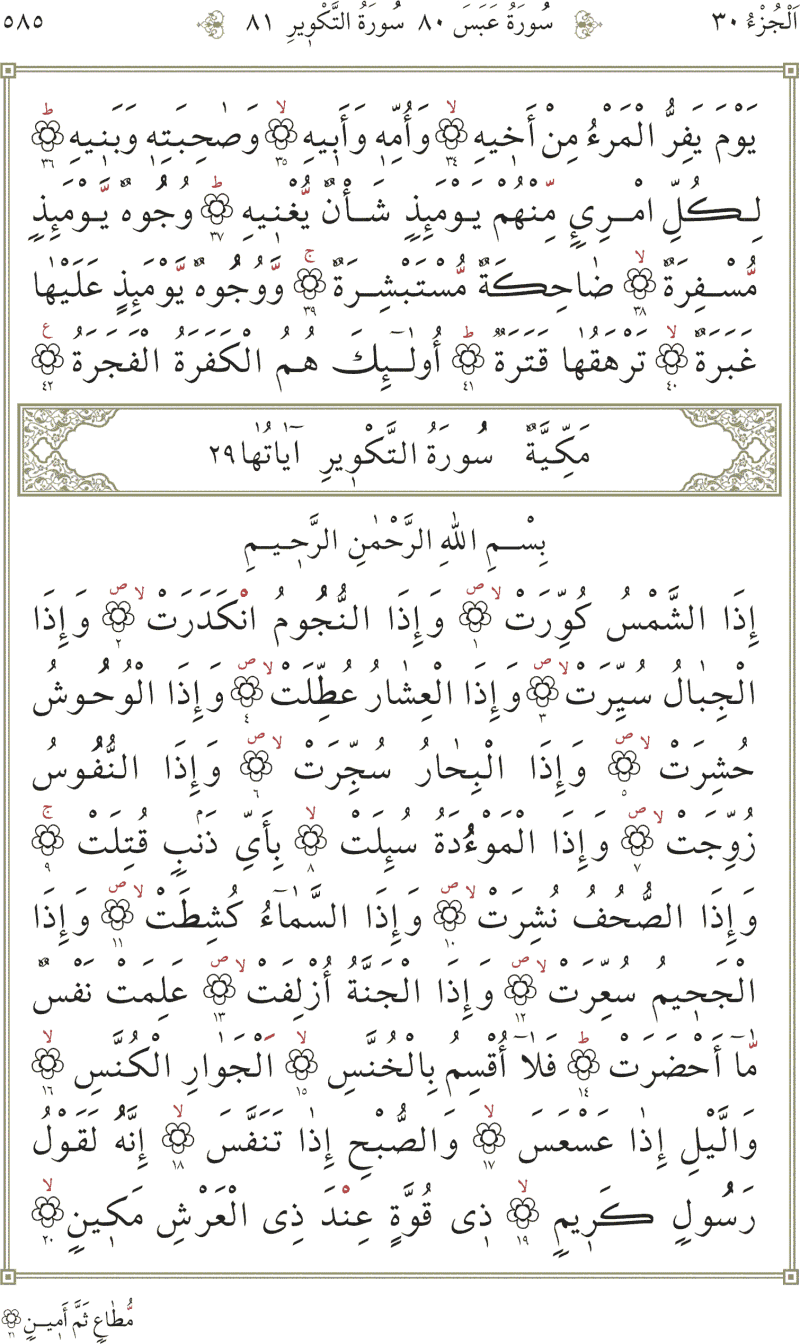 اَلْجُزْءُ ٣٠ سُورَةُ عَبَسَ ٨٠ سُورَةُ التَّكْوِيرِ ٨١ ٥٨٥
يَوْمَ يَفِرُّ الْمَرْءُ مِنْ أَخِيهِ ۙ ٣٤ وَأُمِّهِ وَأَبِيهِ ۙ ٣٥ وَصَاحِبَتِهِ وَبَنِيهِ ۜ ٣٦
لِكُلِّ امْرِئٍ مِّنْهُمْ يَوْمَئِذٍ شَأْنٌ يُّغْنِيهِ ۜ ٣٧ وُجُوهٌ يَّوْمَئِذٍ
مُّسْفِرَةٌ ۙ ٣٨ ضَاحِكَةٌ مُّسْتَبْشِرَةٌ ۚ ٣٩ وَّوُجُوهٌ يَّوْمَئِذٍ عَلَيْهَا
غَبَرَةٌ ۙ ٤٠ تَرْهَقُهَا قَتَرَةٌ ۜ ٤١ أُولَٰٓئِكَ هُمُ الْكَفَرَةُ الْفَجَرَةُ ع ٤٢
مَكِّيَّةٌ سُورَةُ التَّكْوِيرِ آيَاتُهَا ٢٩
بِسْمِ اللّٰهِ الرَّحْمٰنِ الرَّحِيمِ
إِذَا الشَّمْسُ كُوِّرَتْ ۙ ص ١ وَإِذَا النُّجُومُ انْكَدَرَتْ ۙ ص ٢ وَإِذَا
الْجِبَالُ سُيِّرَتْ ۙ ص ٣ وَإِذَا الْعِشَارُ عُطِّلَتْ ۙ ص ٤ وَإِذَا الْوُحُوشُ
حُشِرَتْ ۙ ص ٥ وَإِذَا الْبِحَارُ سُجِّرَتْ ۙ ص ٦ وَإِذَا النُّفُوسُ
زُوِّجَتْ ۙ ص ٧ وَإِذَا الْمَوْءُدَةُ سُئِلَتْ ۙ ٨ بِأَيِّ ذَنْۢبٍ قُتِلَتْ ۚ ٩
وَإِذَا الصُّحُفُ نُشِرَتْ ۙ ص ١٠ وَإِذَا السَّمَآءُ كُشِطَتْ ۙ ص ١١ وَإِذَا
الْجَحِيمُ سُعِّرَتْ ۙ ص ١٢ وَإِذَا الْجَنَّةُ أُزْلِفَتْ ۙ ص ١٣ عَلِمَتْ نَفْسٌ
مَّآ أَحْضَرَتْ ط ١٤ فَلَآ أُقْسِمُ بِالْخُنَّسِ ۙ ١٥ اَلْجَوَارِ الْكُنَّسِ ۙ ١٦
وَالَّيْلِ إِذَا عَسْعَسَ ۙ ١٧ وَالصُّبْحِ إِذَا تَنَفَّسَ ۙ ١٨ إِنَّهُ لَقَوْلُ
رَسُولٍ كَرِيمٍ ۙ ١٩ ذِى قُوَّةٍ عِنْدَ ذِى الْعَرْشِ مَكِينٍ ۙ ٢٠
مُّطَاعٍ ثَمَّ أَمِينٍ ٢١